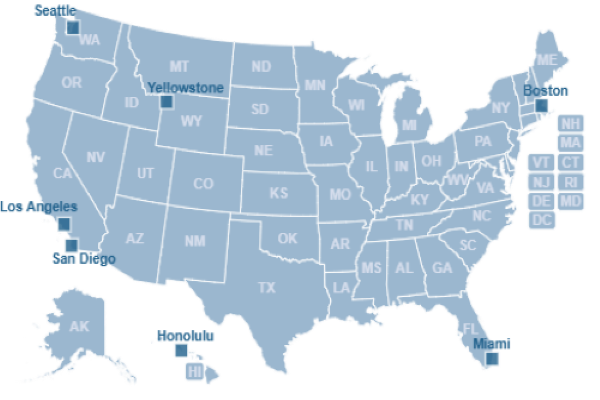 Seattle
WA
ME
MT
ND
OR
MN
Yellowstone
Boston
ID
SD
WI
NY
WY
MI
NH
IA
PA
MA
NE
NV
IL
IN
OH
VT
CT
CA
UT
CO
WV
NJ
RI
KS
MO
VA
KY
DE
MD
Los Angeles
NC
DC
TN
AZ
NM
OK
AR
SC
San Diego
MS
AL
GA
TX
LA
AK
FL
Honolulu
Miami
HI